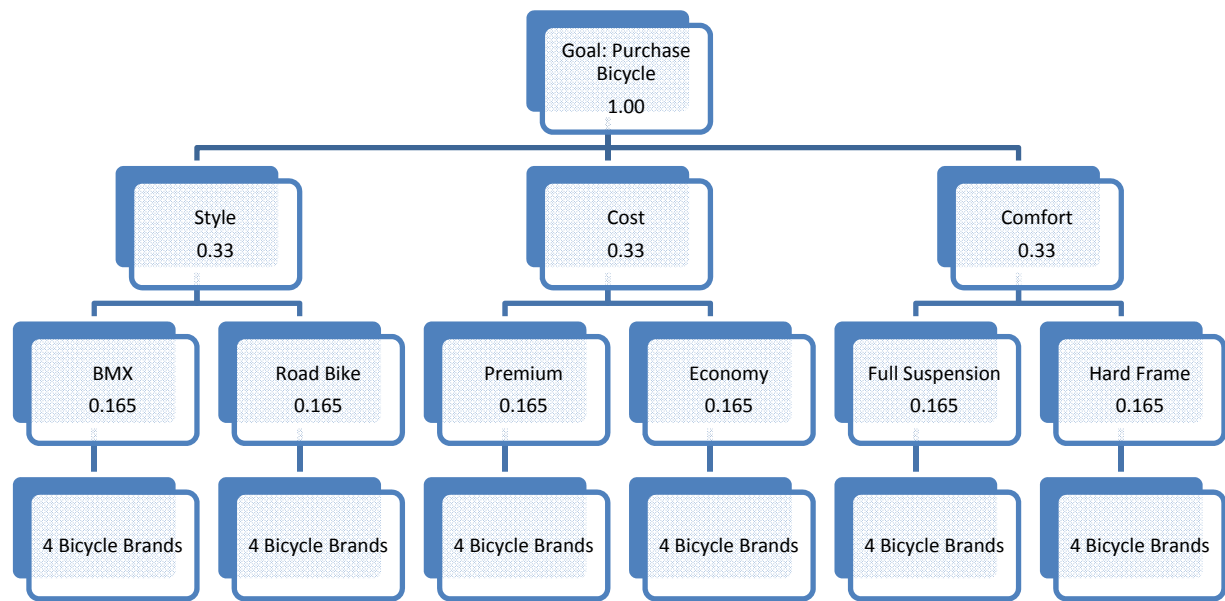 Goal: Purchase
Bicycle
1.00
Style
0.33
Cost
0.33
Comfort
0.33
BMX
0.165
Road Bike
0.165
Premium
0.165
Economy
0.165
Full Suspension
0.165
Hard Frame
0.165
4 Bicycle Brands
4 Bicycle Brands
4 Bicycle Brands
4 Bicycle Brands
4 Bicycle Brands
4 Bicycle Brands